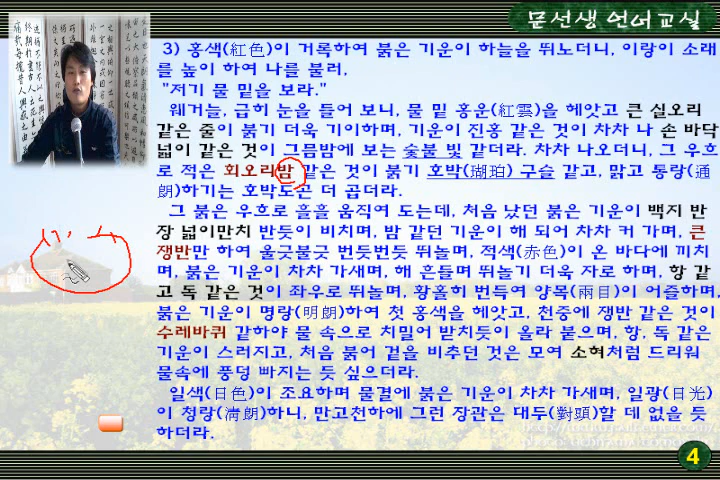 문선생 언어교실
3) 홍색(紅色)이 거룩하여 붉은 기운이 하늘을 뛰노더니, 이랑이 소래
를 높이 하여 나를 불러,
"저기 물 밑을 보라."
웨거늘, 급히 눈을 들어 보니, 물 밑 홍운(紅雲)을 헤앗고 큰 실오리
같은 줄이 붉기 더욱 기이하며, 기운이 진홍 같은 것이 차차 나 손 바닥
넓이 같은 것이 그믐밤에 보는 숯불 빛 같더라. 차차 나오더니, 그 우흐
로 적은 회오리밤 같은 것이 붉기 호박(瑚珀) 구슬 같고, 맑고 통랑(通
朗)하기는 호박도곤 더 곱더라.
그 붉은 우흐로 흘흘 움직여 도는데, 처음 났던 붉은 기운이 백지 반
장 넓이만치 반듯이 비치며, 밤 같던 기운이 해 되어 차차 커 가며, 큰
쟁반만 하여 울긋불긋 번듯번듯 뛰놀며, 적색(赤色)이 온 바다에 끼치
며, 붉은 기운이 차차 가새며, 해 흔들며 뛰놀기 더욱 자로 하며, 항 같
고 독 같은 것이 좌우로 뛰놀며, 황홀히 번득여 양목(兩目)이 어즐하며,
붉은 기운이 명랑(明朗)하여 첫 홍색을 헤앗고, 천중에 쟁반 같은 것이
수레바퀴 같하야 물 속으로 치밀어 받치듯이 올라 붙으며, 항, 독 같은
기운이 스러지고, 처음 붉어 겉을 비추던 것은 모여 소혀처럼 드리워
물속에 풍덩 빠지는 듯 싶으더라.
일색(日色)이 조요하며 물결에 붉은 기운이 차차 가새며, 일광(日光)
이 청랑(淸朗)하니, 만고천하에 그런 장관은 대두(對頭)할 데 없을 듯
하더라.
4